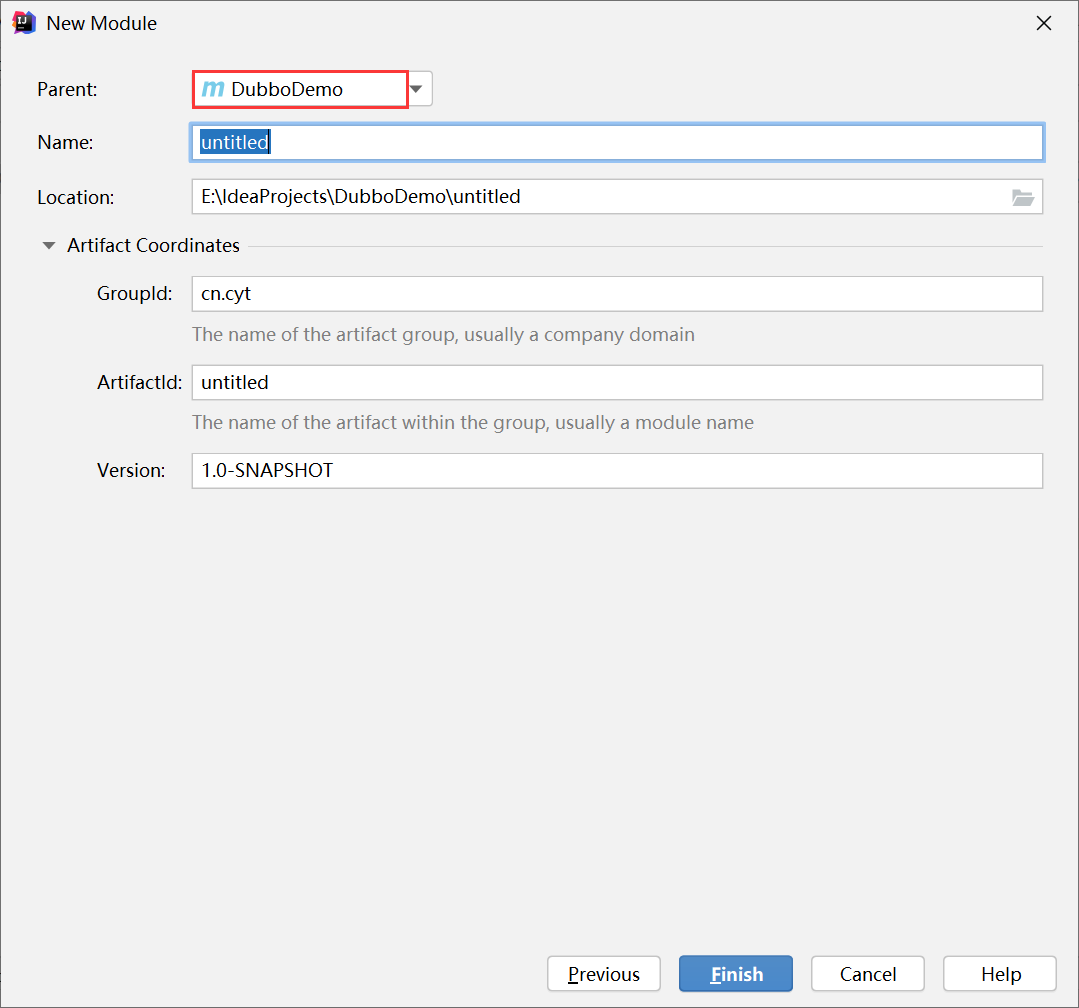 New Module
Parent: m DubboDemo
Name: untitled
Location: E:\IdeaProjects\DubboDemo\untitled
Artifact Coordinates
GroupId: cn.cyt
The name of the artifact group, usually a company domain
ArtifactId: untitled
The name of the artifact within the group, usually a module name
Version: 1.0-SNAPSHOT
Previous Finish Cancel Help